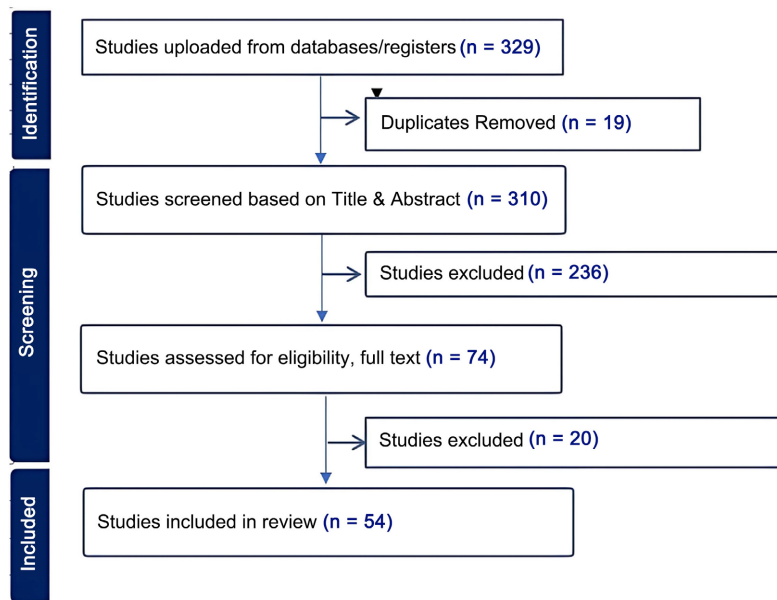 Identification
Studies uploaded from databases/registers (n = 329)
Duplicates Removed (n = 19)
Screening
Studies screened based on Title & Abstract (n = 310)
Studies excluded (n = 236)
Studies assessed for eligibility, full text (n = 74)
Studies excluded (n = 20)
Included
Studies included in review (n = 54)